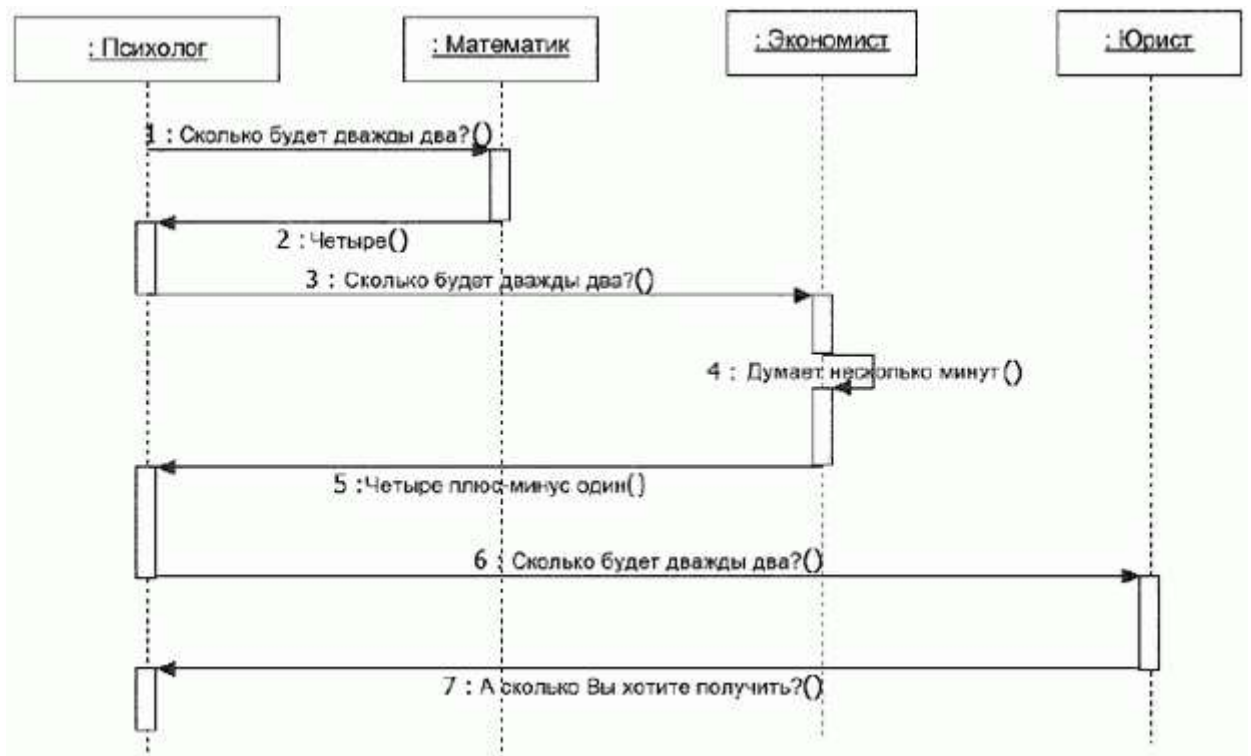 : Психолог
: Математик
: Экономист
: Юрист
1 : Сколько будет дважды два?()
2 : Четыре()
3 : Сколько будет дважды два?()
4 : Думает несколько минут()
5 :Четыре плюс-минус один()
6 : Сколько будет дважды два?()
7 : А сколько Вы хотите получить?()